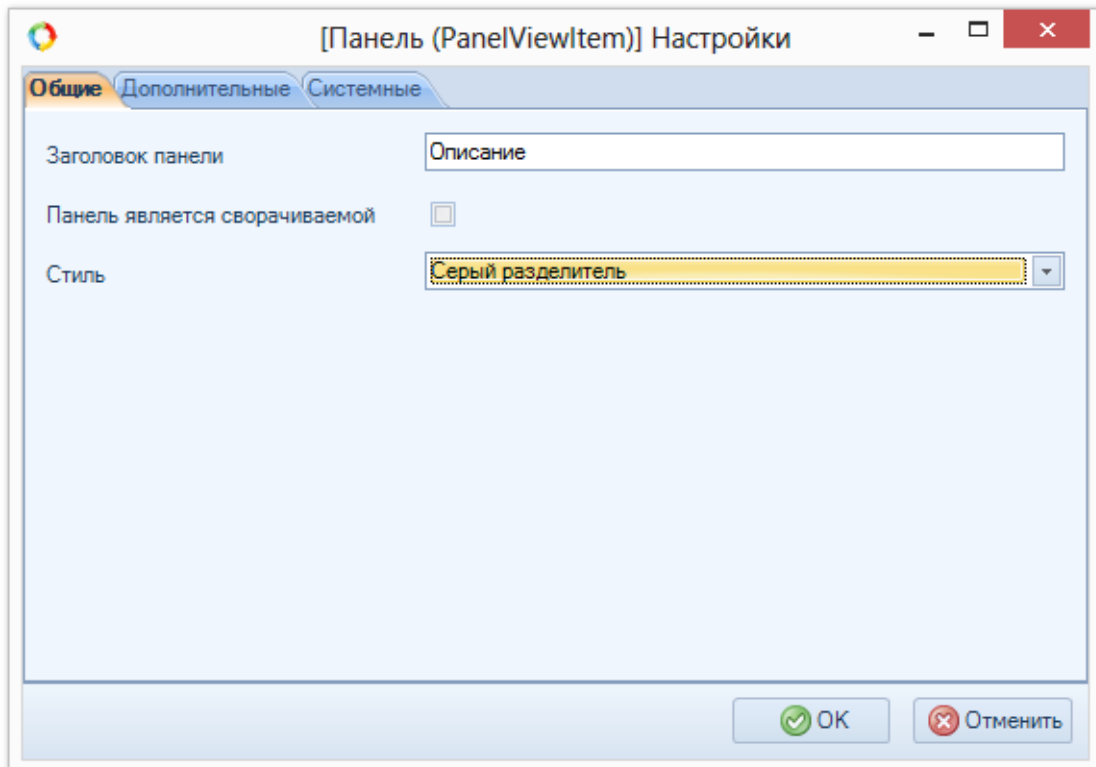 [Панель (PanelViewItem)] Настройки
Общие Дополнительные Системные
Заголовок панели Описание
Панель является сворачиваемой
Стиль Серый разделитель
OK Отменить